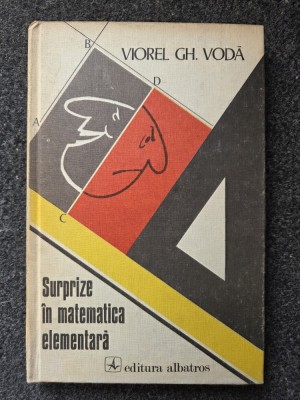 VIOREL GH. VODĂ
B
D
A
C
Surprize
în matematica
elementară
A editura albatros